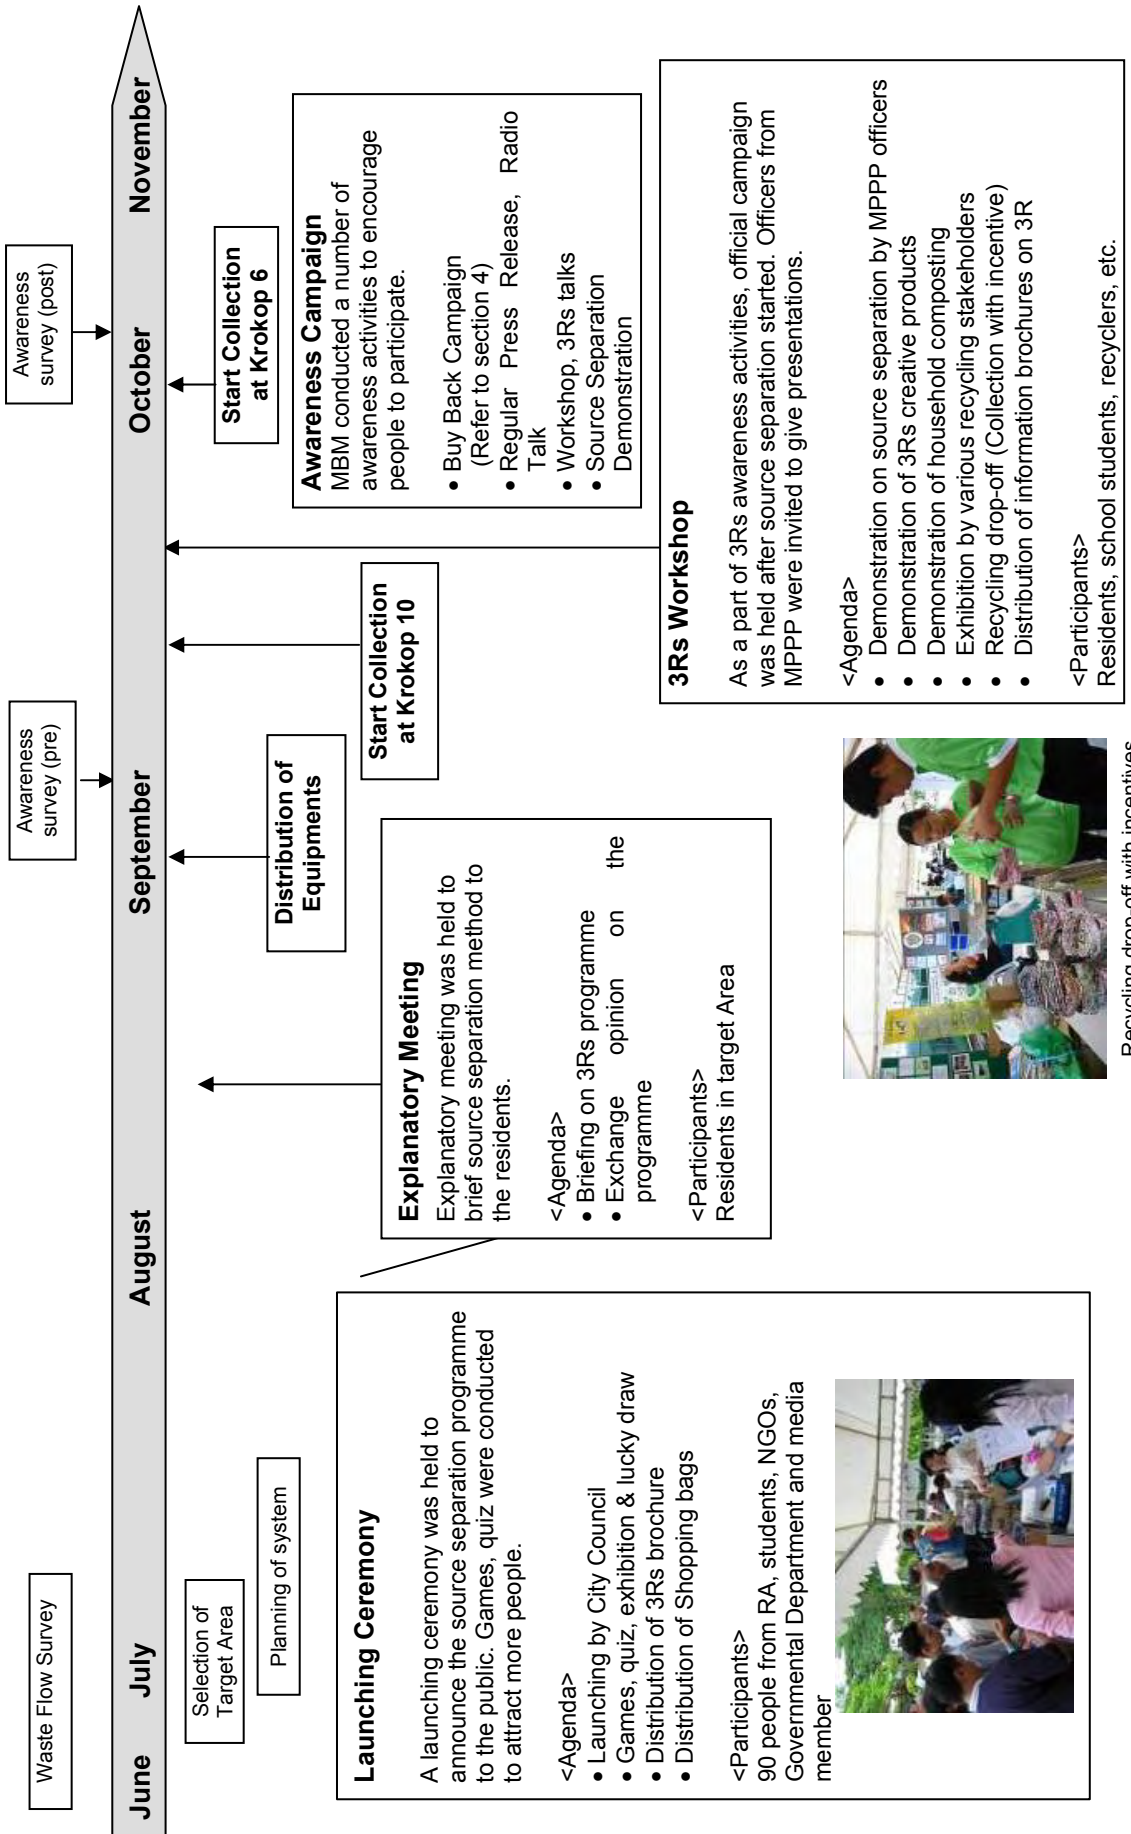 Waste Flow Survey
Awareness
survey (pre)
Awareness
survey (post)
June
July
August
September
October
November
Selection of
Target Area
Planning of system
Distribution of
Equipments
Start Collection
at Krokop 10
Start Collection
at Krokop 6
Launching Ceremony
A launching ceremony was held to
announce the source separation programme
to the public. Games, quiz were conducted
to attract more people.
<Agenda>
• Launching by City Council
• Games, quiz, exhibition & lucky draw
• Distribution of 3Rs brochure
• Distribution of Shopping bags
<Participants>
90 people from RA, students, NGOs,
Governmental Department and media
member
Explanatory Meeting
Explanatory meeting was held to
brief source separation method to
the residents.
<Agenda>
• Briefing on 3Rs programme
• Exchange opinion on the
programme
<Participants>
Residents in target Area
Awareness Campaign
MBM conducted a number of
awareness activities to encourage
people to participate.
• Buy Back Campaign
(Refer to section 4)
• Regular Press Release, Radio
Talk
• Workshop, 3Rs talks
• Source Separation
Demonstration
3Rs Workshop
As a part of 3Rs awareness activities, official campaign
was held after source separation started. Officers from
MPPP were invited to give presentations.
<Agenda>
• Demonstration on source separation by MPPP officers
• Demonstration of 3Rs creative products
• Demonstration of household composting
• Exhibition by various recycling stakeholders
• Recycling drop-off (Collection with incentive)
• Distribution of information brochures on 3R
<Participants>
Residents, school students, recyclers, etc.
Recycling drop-off with incentives